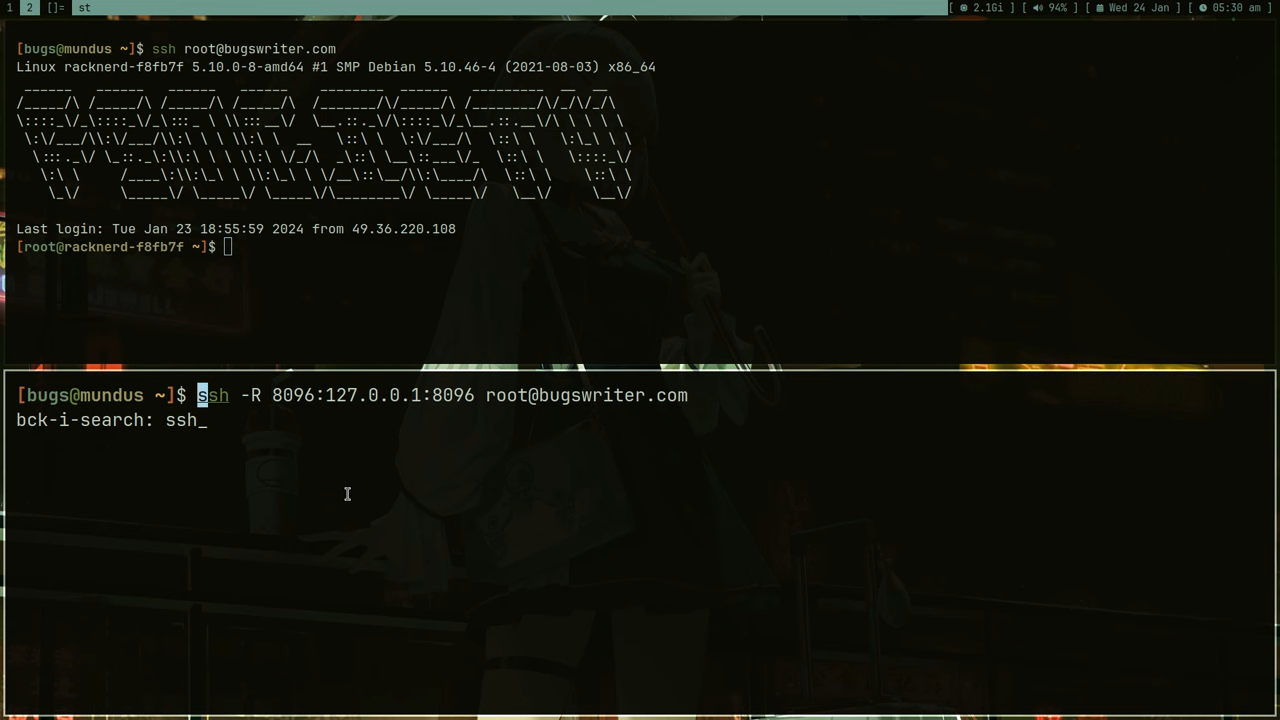 1 2 []= st [ 2.1Gi ] [ 94% ] [ Wed 24 Jan ] [ 05:30 am ]
[bugs@mundus ~]$ ssh root@bugswriter.com
Linux racknerd-f8fb7f 5.10.0-8-amd64 #1 SMP Debian 5.10.46-4 (2021-08-03) x86_64
Last login: Tue Jan 23 18:55:59 2024 from 49.36.220.108
[root@racknerd-f8fb7f ~]$
[bugs@mundus ~]$ ssh -R 8096:127.0.0.1:8096 root@bugswriter.com
bck-i-search: ssh_